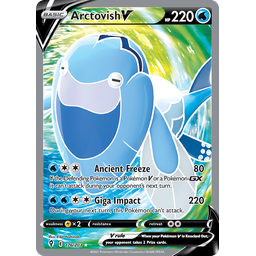 BASIC
Arctovish V
HP 220
Ancient Freeze 80
If the Defending Pokémon is a Pokémon V or a Pokémon-GX
it can't attack during your opponent's next turn.
Giga Impact 220
During your next turn, this Pokémon can't attack.
weakness ×2 resistance retreat
V rule
When your Pokémon V is Knocked Out,
your opponent takes 2 Prize cards.